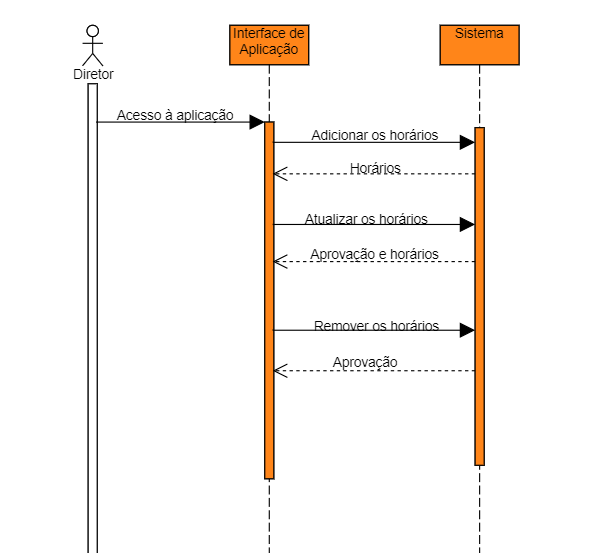 Interface de
Aplicação
Sistema
Diretor
Acesso à aplicação
Adicionar os horários
Horários
Atualizar os horários
Aprovação e horários
Remover os horários
Aprovação